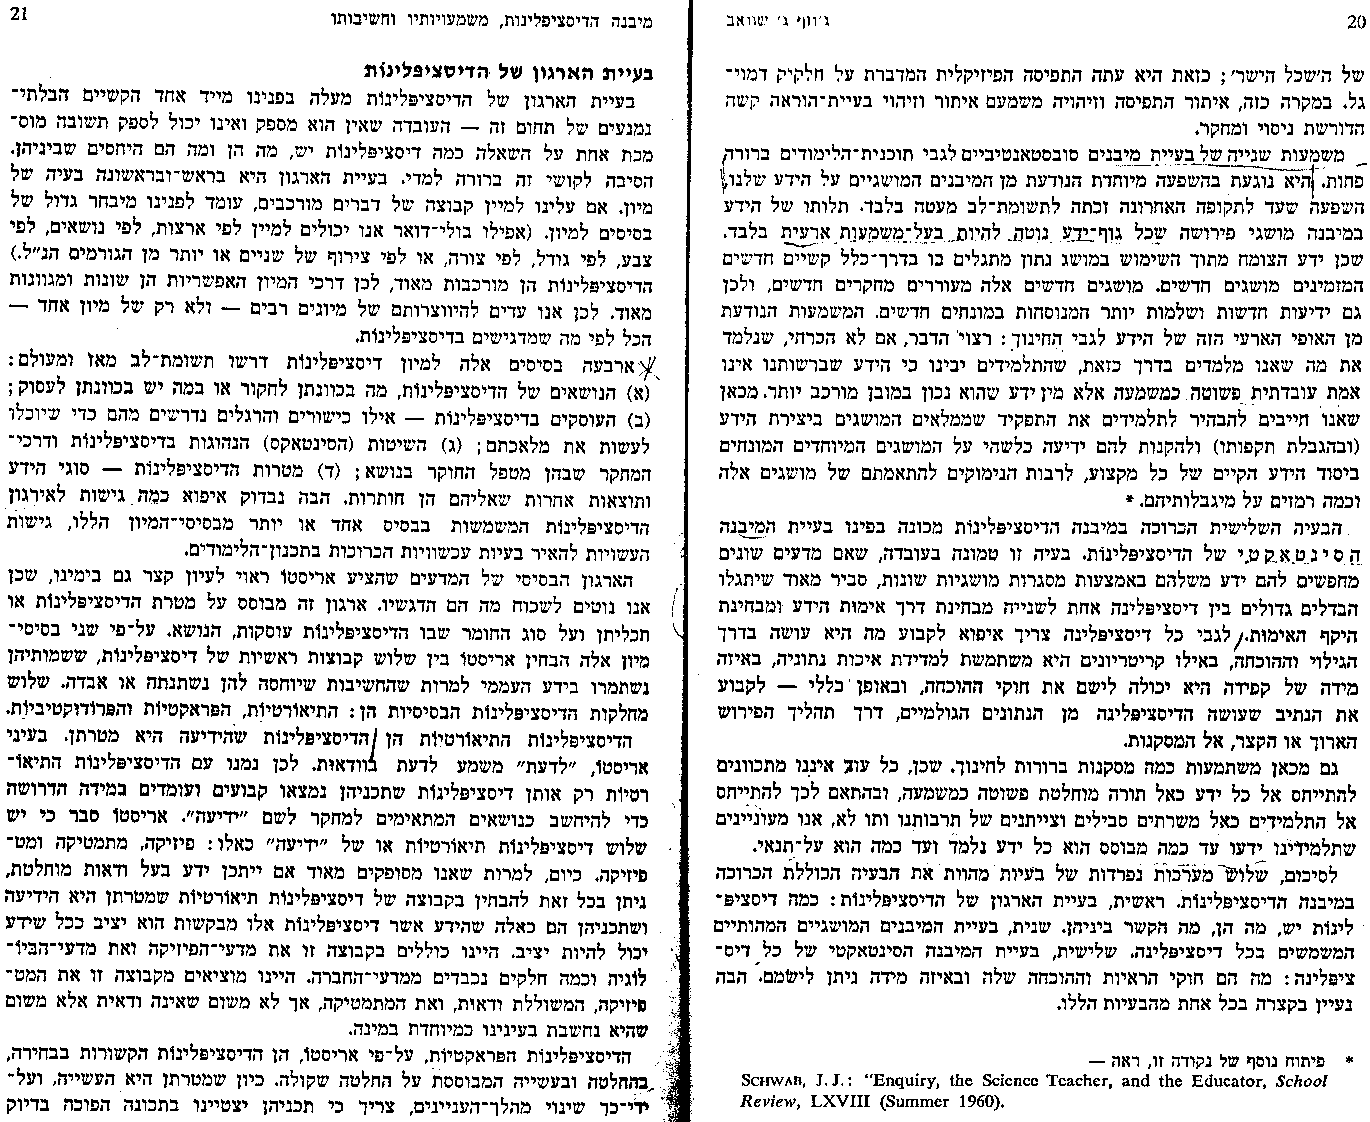 20
ג׳וזף ג׳ שוואב
של ה׳שכל הישר׳; כזאת היא עתה התפיסה הפיזיקלית המדברת על חלקיק דמוי־
גל. במקרה כזה, איתור התפיסה וזיהויה משמעם איתור וזיהוי בעיית־הוראה קשה
הדורשת ניסוי ומחקר.
משמעות שנייה של בעיית מיבנים סובסטאנטיביים לגבי תוכנית־הלימודים ברורה
פחות. היא נוגעת בהשפעה מיוחדת הנודעת מן המיבנים המושגיים על הידע שלנו,
השפעה שעד לתקופה האחרונה זכתה לתשומת־לב מעטה בלבד. תלותו של הידע
במיבנה מושגי פירושה שכל גוף־ידע נוטה להיות בעל־משמעות ארעית בלבד.
שכן ידע הצומח מתוך השימוש במושג נתון מתגלים בו בדרך־כלל קשיים חדשים
המזמינים מושגים חדשים. מושגים חדשים אלה מעוררים מחקרים חדשים, ולכן
גם ידיעות חדשות ושלמות יותר המנוסחות במונחים חדשים. המשמעות הנודעת
מן האופי הארעי הזה של הידע לגבי החינוך: רצוי הדבר, אם לא הכרחי, שנלמד
את מה שאנו מלמדים בדרך כזאת, שהתלמידים יבינו כי הידע שברשותנו אינו
אמת עובדתית פשוטה כמשמעה אלא מין ידע שהוא נכון במובן מורכב יותר. מכאן
שאנו חייבים להבהיר לתלמידים את התפקיד שממלאים המושגים ביצירת הידע
(ובהגבלת תקפותו) ולהקנות להם ידיעה כלשהי על המושגים המיוחדים המונחים
ביסוד הידע הקיים של כל מקצוע, לרבות הנימוקים להתאמתם של מושגים אלה
וכמה רמזים על מיגבלותיהם. *
הבעיה השלישית הכרוכה במיבנה הדיסציפלינות מכונה בפינו בעיית המיבנה
הסינטאקטי של הדיסציפלינות. בעיה זו טמונה בעובדה, שאם מדעים שונים
מחפשים להם ידע משלהם באמצעות מסגרות מושגיות שונות, סביר מאוד שיתגלו
הבדלים גדולים בין דיסציפלינה אחת לשנייה מבחינת דרך אימות הידע ומבחינת
היקף האימות. לגבי כל דיסציפלינה צריך איפוא לקבוע מה היא עושה בדרך
הגילוי וההוכחה, באילו קריטריונים היא משתמשת למדידת איכות נתוניה, באיזה
מידה של קפידה היא יכולה לישם את חוקי ההוכחה, ובאופן כללי — לקבוע
את הנתיב שעושה הדיסציפלינה מן הנתונים הגולמיים, דרך תהליך הפירוש
הארוך או הקצר, אל המסקנות.
גם מכאן משתמעות כמה מסקנות ברורות לחינוך. שכן, כל עוד איננו מתכוונים
להתייחס אל כל ידע כאל תורה מוחלטת פשוטה כמשמעה, ובהתאם לכך להתייחס
אל התלמידים כאל משרתים סבילים וצייתנים של תרבותנו ותו לא, אנו מעוניינים
שתלמידינו ידעו עד כמה מבוסס הוא כל ידע נלמד ועד כמה הוא על־תנאי.
לסיכום, שלוש מערכות נפרדות של בעיות מהוות את הבעיה הכוללת הכרוכה
במיבנה הדיסציפלינות. ראשית, בעיית הארגון של הדיסציפלינות: כמה דיסציפ־
לינות יש, מה הן, מה הקשר ביניהן. שנית, בעיית המיבנים המושגיים המהותיים
המשמשים בכל דיסציפלינה. שלישית, בעיית המיבנה הסינטאקטי של כל דיס־
ציפלינה: מה הם חוקי הראיות וההוכחה שלה ובאיזה מידה ניתן לישמם. הבה
נעיין בקצרה בכל אחת מהבעיות הללו.
* פיתוח נוסף של נקודה זו, ראה —
SCHWAB, J. J.: "Enquiry, the Science Teacher, and the Educator, School
Review, LXVIII (Summer 1960).
מיבנה הדיסציפלינות, משמעויותיו וחשיבותו
21
בעיית הארגון של הדיסציפלינות
בעיית הארגון של הדיסציפלינות מעלה בפנינו מייד אחד הקשיים הבלתי־
נמנעים של תחום זה — העובדה שאין הוא מספק ואינו יכול לספק תשובה מוס־
מכת אחת על השאלה כמה דיסציפלינות יש, מה הן ומה הם היחסים שביניהן.
הסיבה לקושי זה ברורה למדי. בעיית הארגון היא בראש־ובראשונה בעיה של
מיון. אם עלינו למיין קבוצה של דברים מורכבים, עומד לפנינו מיבחר גדול של
בסיסים למיון. (אפילו בולי־דואר אנו יכולים למיין לפי ארצות, לפי נושאים, לפי
צבע, לפי גודל, לפי צורה, או לפי צירוף של שניים או יותר מן הגורמים הנ״ל.)
הדיסציפלינות הן מורכבות מאוד, לכן דרכי המיון האפשריות הן שונות ומגוונות
מאוד. לכן אנו עדים להיווצרותם של מיונים רבים — ולא רק של מיון אחד —
הכל לפי מה שמדגישים בדיסציפלינות.
ארבעה בסיסים אלה למיון דיסציפלינות דרשו תשומת־לב מאז ומעולם:
(א) הנושאים של הדיסציפלינות, מה בכוונתן לחקור או במה יש בכוונתן לעסוק;
(ב) העוסקים בדיסציפלינות — אילו כישורים והרגלים נדרשים מהם כדי שיוכלו
לעשות את מלאכתם; (ג) השיטות (הסינטאקס) הנהוגות בדיסציפלינות ודרכי־
המחקר שבהן מטפל החוקר בנושא; (ד) מטרות הדיסציפלינות — סוגי הידע
ותוצאות אחרות שאליהם הן חותרות. הבה נבדוק איפוא כמה גישות לאירגון
הדיסציפלינות המשמשות בבסיס אחד או יותר מבסיסי־המיון הללו, גישות
העשויות להאיר בעיות עכשוויות הכרוכות בתכנון־הלימודים.
הארגון הבסיסי של המדעים שהציע אריסטו ראוי לעיון קצר גם בימינו, שכן
אנו נוטים לשכוח מה הם הדגשיו. ארגון זה מבוסס על מטרת הדיסציפלינות או
תכליתן ועל סוג החומר שבו הדיסציפלינות עוסקות, הנושא. על־פי שני בסיסי־
מיון אלה הבחין אריסטו בין שלוש קבוצות ראשיות של דיסציפלינות, ששמותיהן
נשתמרו בידע העממי למרות שהחשיבות שיוחסה להן נשתנתה או אבדה. שלוש
מחלקות הדיסציפלינות הבסיסיות הן: התיאורטיות, הפראקטיות והפרודוקטיביות.
הדיסציפלינות התיאורטיות הן הדיסציפלינות שהידיעה היא מטרתן. בעיני
אריסטו, ״לדעת״ משמע לדעת בוודאות. לכן נמנו עם הדיסציפלינות התיאו־
רטיות רק אותן דיסציפלינות שתכניהן נמצאו קבועים ועומדים במידה הדרושה
כדי להיחשב כנושאים המתאימים למחקר לשם ״ידיעה״. אריסטו סבר כי יש
שלוש דיסציפלינות תיאורטיות או של ״ידיעה״ כאלו: פיזיקה, מתמטיקה ומט־
פיזיקה. כיום, למרות שאנו מסופקים מאוד אם ייתכן ידע בעל ודאות מוחלטת,
ניתן בכל זאת להבחין בקבוצה של דיסציפלינות תיאורטיות שמטרתן היא הידיעה
ושתכניהן הם כאלה שהידע אשר דיסציפלינות אלו מבקשות הוא יציב ככל שידע
יכול להיות יציב. היינו כוללים בקבוצה זו את מדעי־הפיזיקה ואת מדעי־הביו־
לוגיה וכמה חלקים נכבדים ממדעי־החברה. היינו מוציאים מקבוצה זו את המט־
פיזיקה, המשוללת ודאות, ואת המתמטיקה, אך לא משום שאינה ודאית אלא משום
שהיא נחשבת בעינינו כמיוחדת במינה.
הדיסציפלינות הפראקטיות, על־פי אריסטו, הן הדיסציפלינות הקשורות בבחירה,
בהחלטה ובעשייה המבוססת על החלטה שקולה. כיון שמטרתן היא העשייה, ועל־
ידי־כך שינוי מהלך־העניינים, צריך כי תכניהן יצטיינו בתכונה הפוכה בדיוק